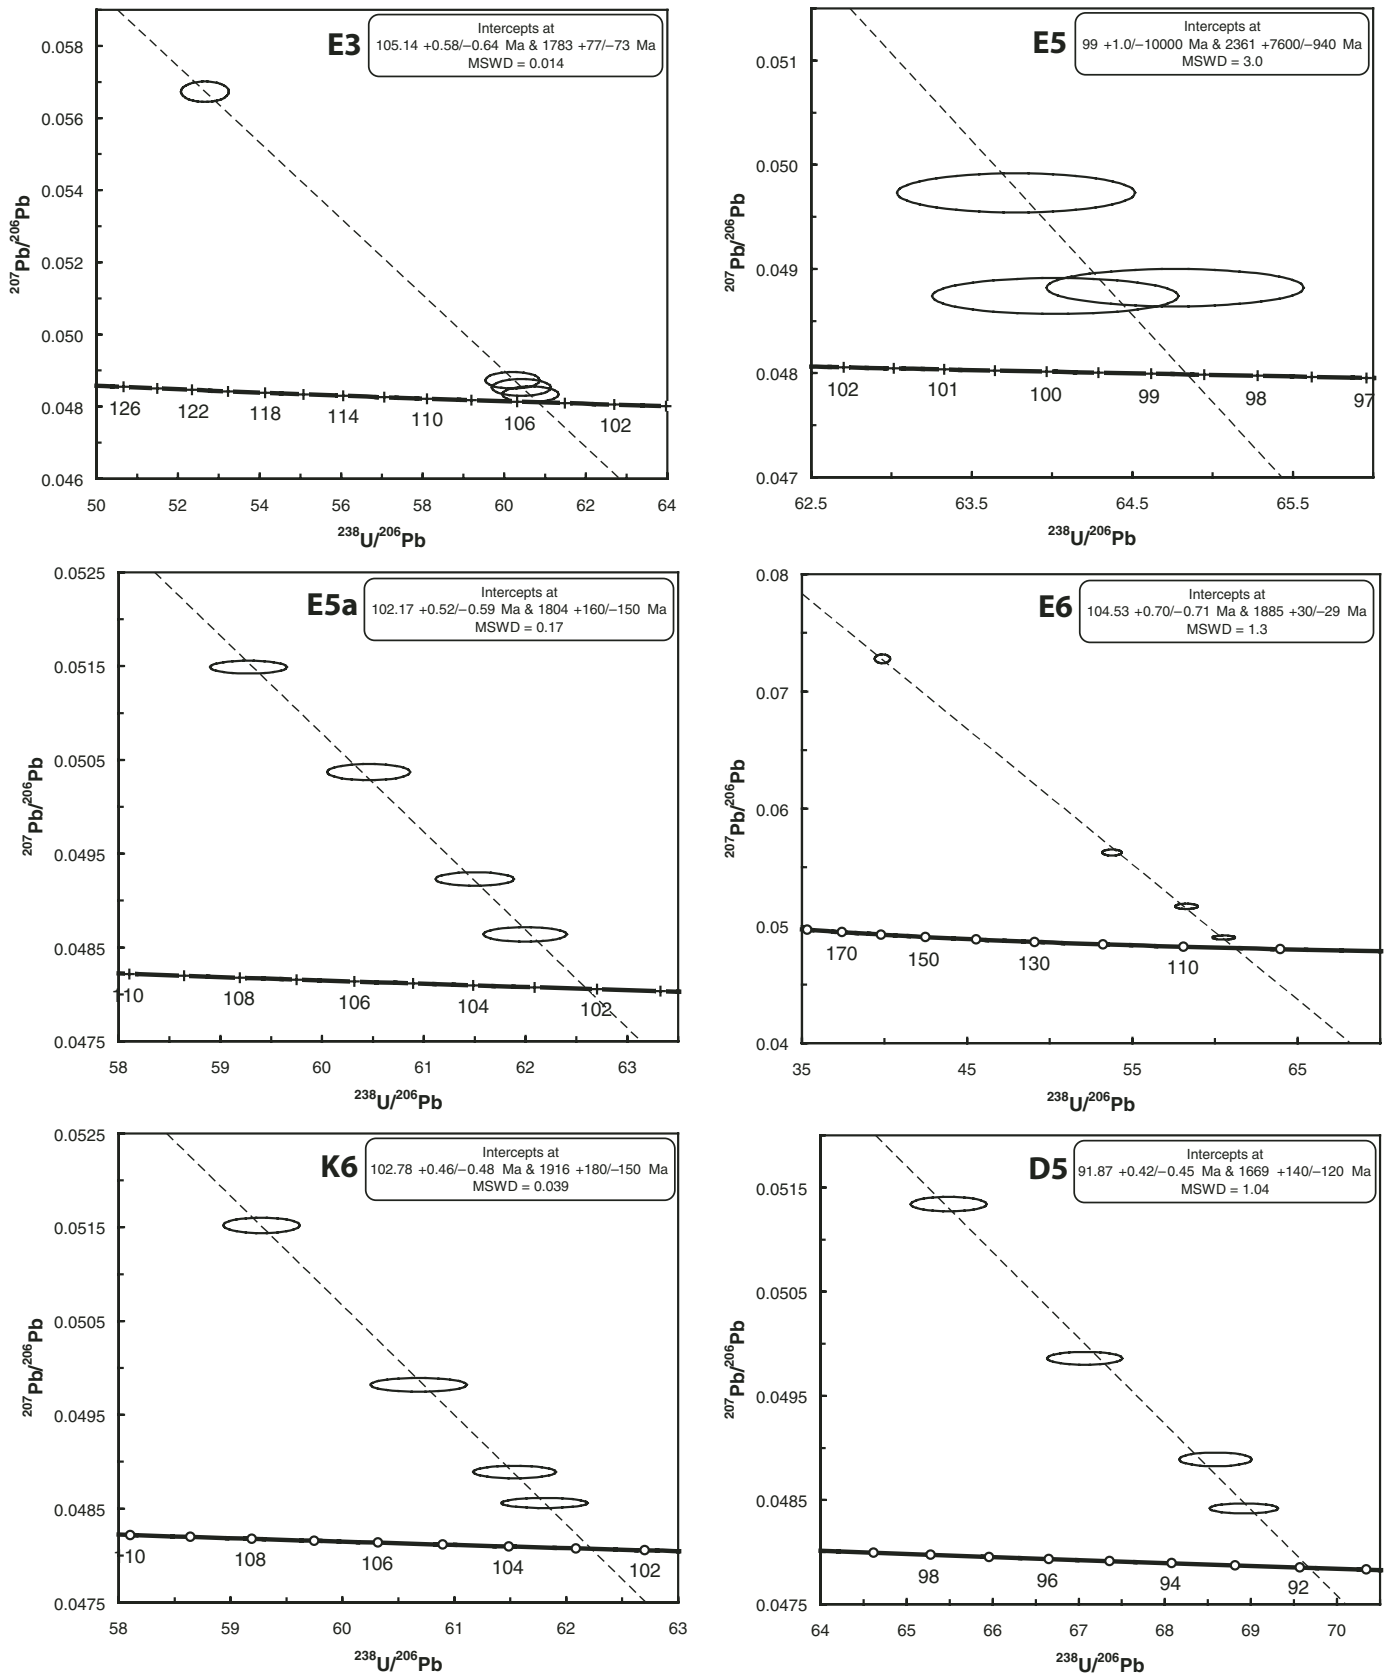 E3
Intercepts at
105.14 +0.58/−0.64 Ma & 1783 +77/−73 Ma
MSWD = 0.014
0.058
0.056
0.054
0.052
0.050
0.048
0.046
207Pb/206Pb
126 122 118 114 110 106 102
50 52 54 56 58 60 62 64
238U/206Pb
E5
Intercepts at
99 +1.0/−10000 Ma & 2361 +7600/−940 Ma
MSWD = 3.0
0.051
0.050
0.049
0.048
0.047
207Pb/206Pb
102 101 100 99 98 97
62.5 63.5 64.5 65.5
238U/206Pb
E5a
Intercepts at
102.17 +0.52/−0.59 Ma & 1804 +160/−150 Ma
MSWD = 0.17
0.0525
0.0515
0.0505
0.0495
0.0485
0.0475
207Pb/206Pb
110 108 106 104 102
58 59 60 61 62 63
238U/206Pb
E6
Intercepts at
104.53 +0.70/−0.71 Ma & 1885 +30/−29 Ma
MSWD = 1.3
0.08
0.07
0.06
0.05
0.04
207Pb/206Pb
170 150 130 110
35 45 55 65
238U/206Pb
K6
Intercepts at
102.78 +0.46/−0.48 Ma & 1916 +180/−150 Ma
MSWD = 0.039
0.0525
0.0515
0.0505
0.0495
0.0485
0.0475
207Pb/206Pb
110 108 106 104 102
58 59 60 61 62 63
238U/206Pb
D5
Intercepts at
91.87 +0.42/−0.45 Ma & 1669 +140/−120 Ma
MSWD = 1.04
0.0515
0.0505
0.0495
0.0485
0.0475
207Pb/206Pb
98 96 94 92
64 65 66 67 68 69 70
238U/206Pb